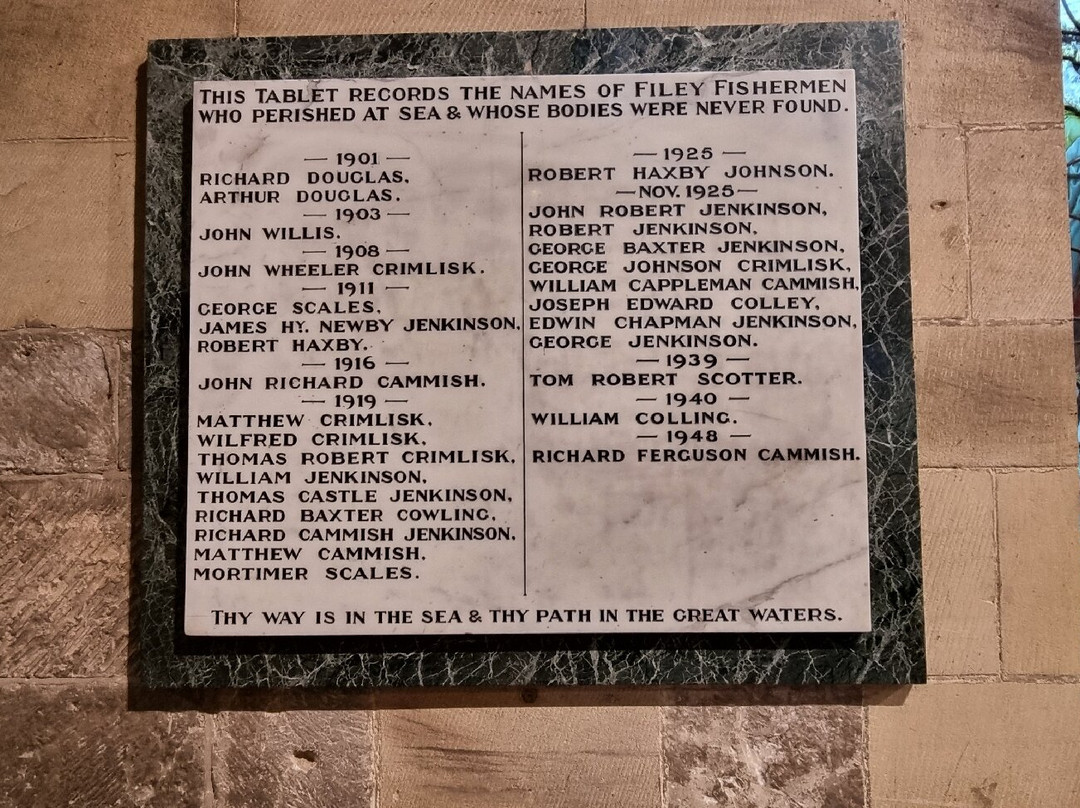 THIS TABLET RECORDS THE NAMES OF FILEY FISHERMEN
WHO PERISHED AT SEA & WHOSE BODIES WERE NEVER FOUND.
— 1901 —
RICHARD DOUGLAS,
ARTHUR DOUGLAS.
— 1903 —
JOHN WILLIS.
— 1908 —
JOHN WHEELER CRIMLISK.
— 1911 —
GEORGE SCALES,
JAMES HY. NEWBY JENKINSON,
ROBERT HAXBY.
— 1916 —
JOHN RICHARD CAMMISH.
— 1919 —
MATTHEW CRIMLISK,
WILFRED CRIMLISK,
THOMAS ROBERT CRIMLISK,
WILLIAM JENKINSON,
THOMAS CASTLE JENKINSON,
RICHARD BAXTER COWLING,
RICHARD CAMMISH JENKINSON,
MATTHEW CAMMISH,
MORTIMER SCALES.
— 1925 —
ROBERT HAXBY JOHNSON.
— NOV. 1925 —
JOHN ROBERT JENKINSON,
ROBERT JENKINSON,
GEORGE BAXTER JENKINSON,
GEORGE JOHNSON CRIMLISK,
WILLIAM CAPPLEMAN CAMMISH,
JOSEPH EDWARD COLLEY,
EDWIN CHAPMAN JENKINSON,
GEORGE JENKINSON.
— 1939 —
TOM ROBERT SCOTTER.
— 1940 —
WILLIAM COLLING.
— 1948 —
RICHARD FERGUSON CAMMISH.
THY WAY IS IN THE SEA & THY PATH IN THE GREAT WATERS.